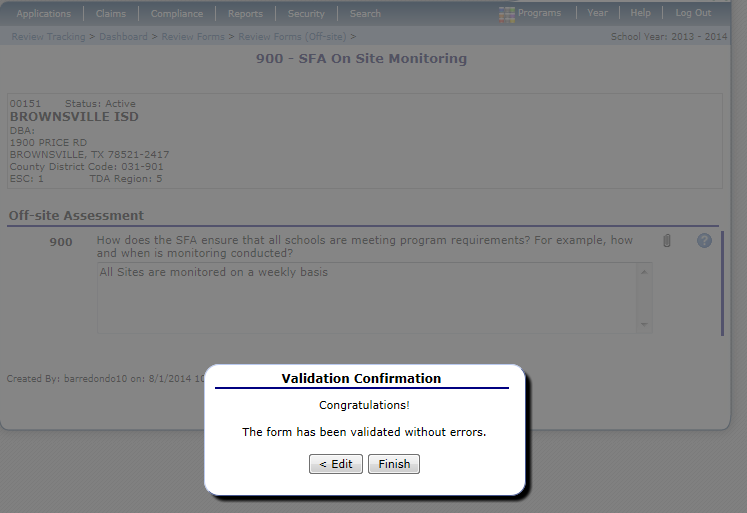 Applications Claims Compliance Reports Security Search Programs Year Help Log Out
Review Tracking > Dashboard > Review Forms > Review Forms (Off-site) > School Year: 2013 - 2014
900 - SFA On Site Monitoring
00151 Status: Active
BROWNSVILLE ISD
DBA:
1900 PRICE RD
BROWNSVILLE, TX 78521-2417
County District Code: 031-901
ESC: 1 TDA Region: 5
Off-site Assessment
900 How does the SFA ensure that all schools are meeting program requirements? For example, how
and when is monitoring conducted?
All Sites are monitored on a weekly basis
Created By: barredondo10 on: 8/1/2014 10
Validation Confirmation
Congratulations!
The form has been validated without errors.
< Edit Finish